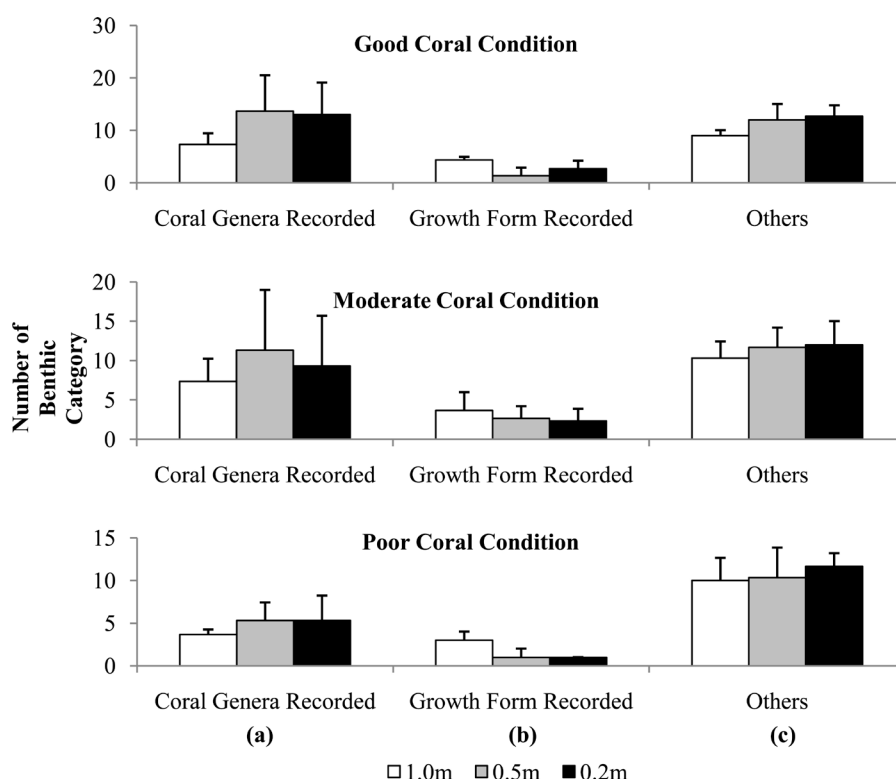 Good Coral Condition
30
20
10
0
Coral Genera Recorded Growth Form Recorded Others
Moderate Coral Condition
20
15
10
5
0
Number of
Benthic
Category
Coral Genera Recorded Growth Form Recorded Others
Poor Coral Condition
15
10
5
0
Coral Genera Recorded Growth Form Recorded Others
(a) (b) (c)
1.0m 0.5m 0.2m